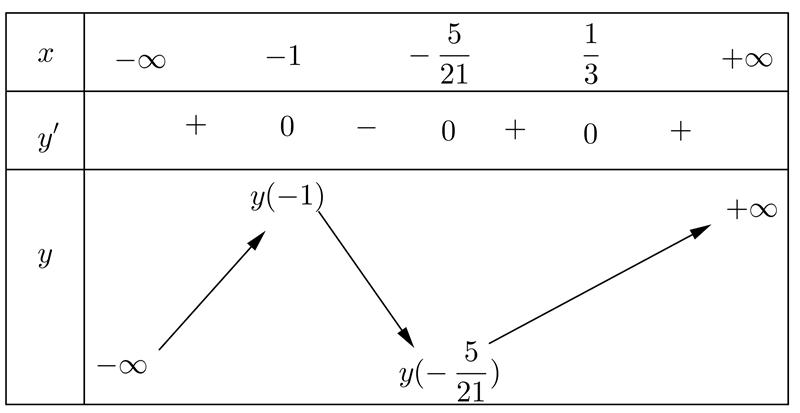 x −∞ −1 −5/21 1/3 +∞
y′ + 0 − 0 + 0 +
y(−1)
+∞
y
−∞
y(−5/21)